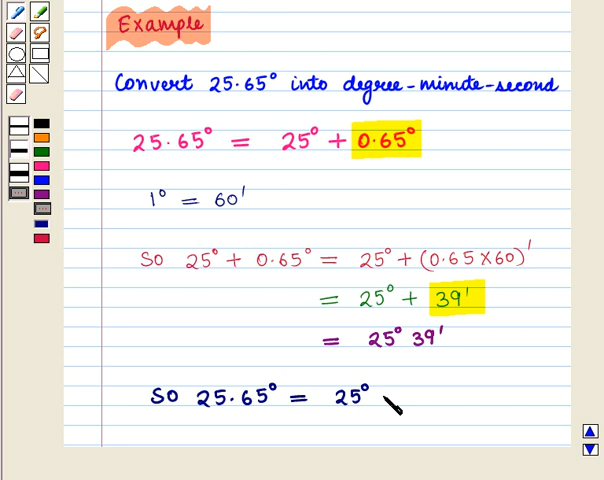 Example
Convert 25.65° into degree-minute-second
25.65° = 25° + 0.65°
1° = 60'
So 25° + 0.65° = 25° + (0.65 × 60)'
= 25° + 39'
= 25° 39'
So 25.65° = 25°